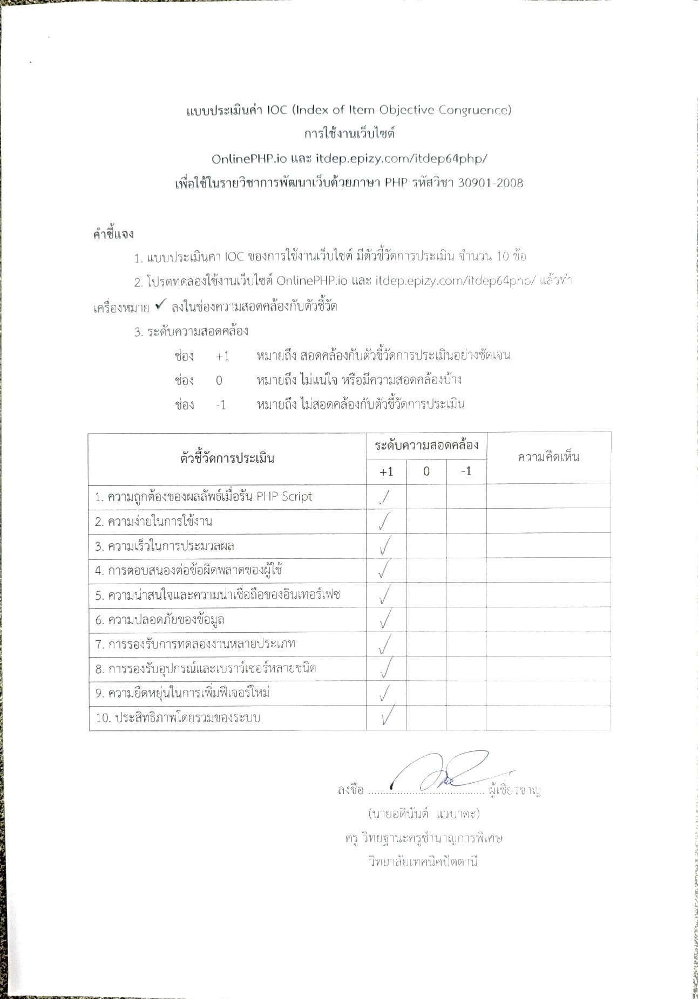 แบบประเมินค่า IOC (Index of Item Objective Congruence)
การใช้งานเว็บไซต์
OnlinePHP.io และ itdep.epizy.com/itdep64php/
เพื่อใช้ในรายวิชาการพัฒนาเว็บด้วยภาษา PHP รหัสวิชา 30901-2008
คำชี้แจง
1. แบบประเมินค่า IOC ของการใช้งานเว็บไซต์ มีตัวชี้วัดการประเมิน จำนวน 10 ข้อ
2. โปรดทดลองใช้งานเว็บไซต์ OnlinePHP.io และ itdep.epizy.com/itdep64php/ แล้วทำ
เครื่องหมาย ✓ ลงในช่องความสอดคล้องกับตัวชี้วัด
3. ระดับความสอดคล้อง
ช่อง +1 หมายถึง สอดคล้องกับตัวชี้วัดการประเมินอย่างชัดเจน
ช่อง 0 หมายถึง ไม่แน่ใจ หรือมีความสอดคล้องบ้าง
ช่อง -1 หมายถึง ไม่สอดคล้องกับตัวชี้วัดการประเมิน
ตัวชี้วัดการประเมิน ระดับความสอดคล้อง ความคิดเห็น
+1 0 -1
1. ความถูกต้องของผลลัพธ์เมื่อรัน PHP Script ✓
2. ความง่ายในการใช้งาน ✓
3. ความเร็วในการประมวลผล ✓
4. การตอบสนองต่อข้อผิดพลาดของผู้ใช้ ✓
5. ความน่าสนใจและความน่าเชื่อถือของอินเทอร์เฟซ ✓
6. ความปลอดภัยของข้อมูล ✓
7. การรองรับการทดลองงานหลายประเภท ✓
8. การรองรับอุปกรณ์และเบราว์เซอร์หลายชนิด ✓
9. ความยืดหยุ่นในการเพิ่มฟีเจอร์ใหม่ ✓
10. ประสิทธิภาพโดยรวมของระบบ ✓
ลงชื่อ ........................................ ผู้เชี่ยวชาญ
(นายอดินันต์ แวบาดะ)
ครู วิทยฐานะครูชำนาญการพิเศษ
วิทยาลัยเทคนิคปัตตานี